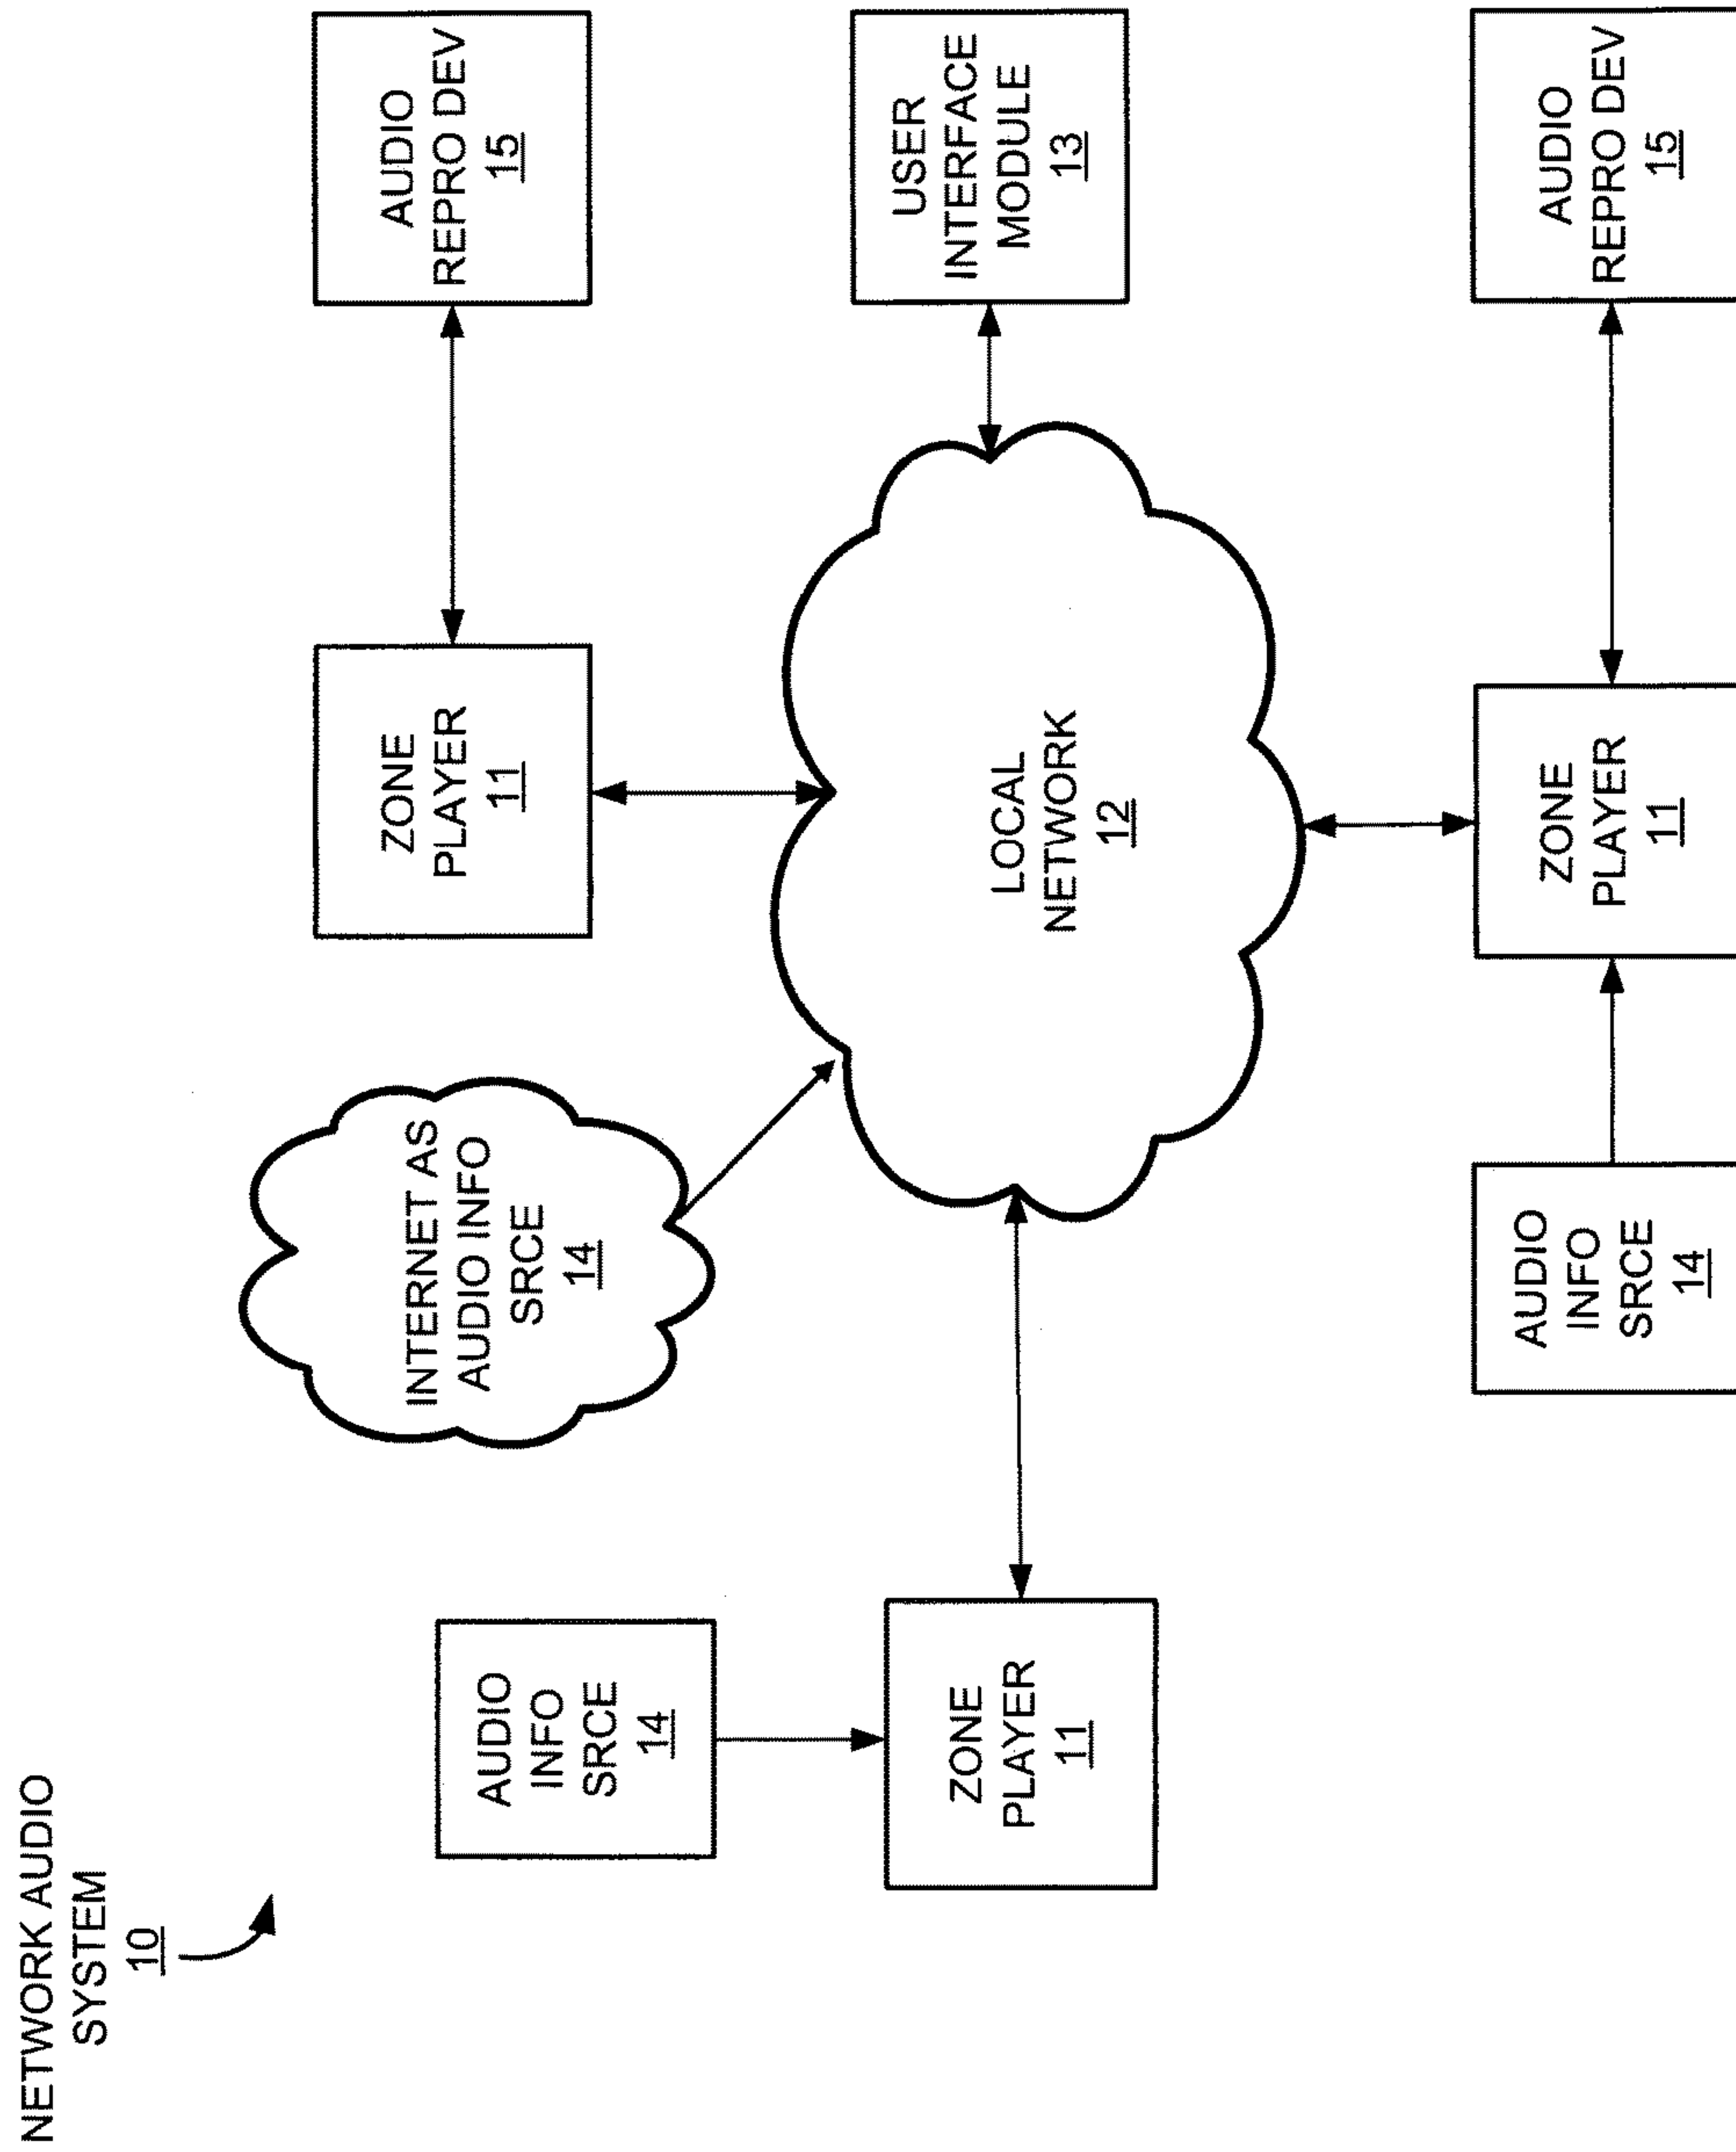 NETWORK AUDIO
SYSTEM
10
AUDIO
INFO
SRCE
14
INTERNET AS
AUDIO INFO
SRCE
14
ZONE
PLAYER
11
AUDIO
REPRO DEV
15
ZONE
PLAYER
11
LOCAL
NETWORK
12
USER
INTERFACE
MODULE
13
AUDIO
INFO
SRCE
14
ZONE
PLAYER
11
AUDIO
REPRO DEV
15